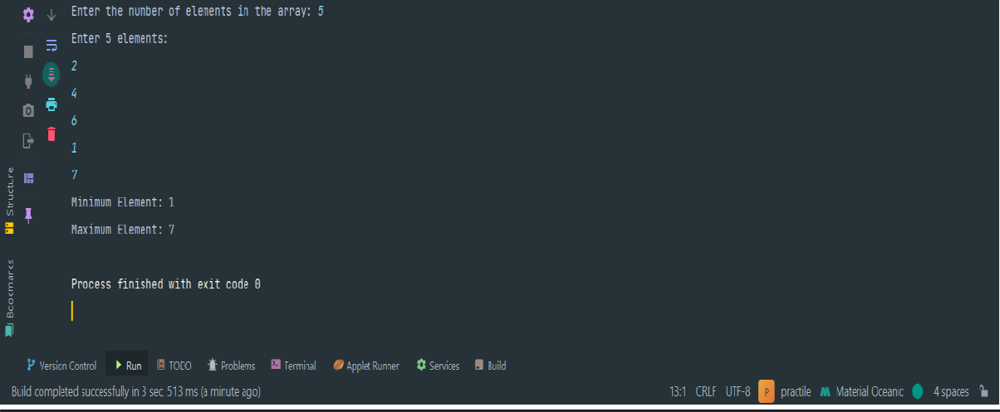 Enter the number of elements in the array: 5
Enter 5 elements:
2
4
6
1
7
Minimum Element: 1
Maximum Element: 7
Process finished with exit code 0
Structure
Bookmarks
Version Control Run TODO Problems Terminal Applet Runner Services Build
Build completed successfully in 3 sec, 513 ms (a minute ago) 13:1 CRLF UTF-8 P practile Material Oceanic 4 spaces